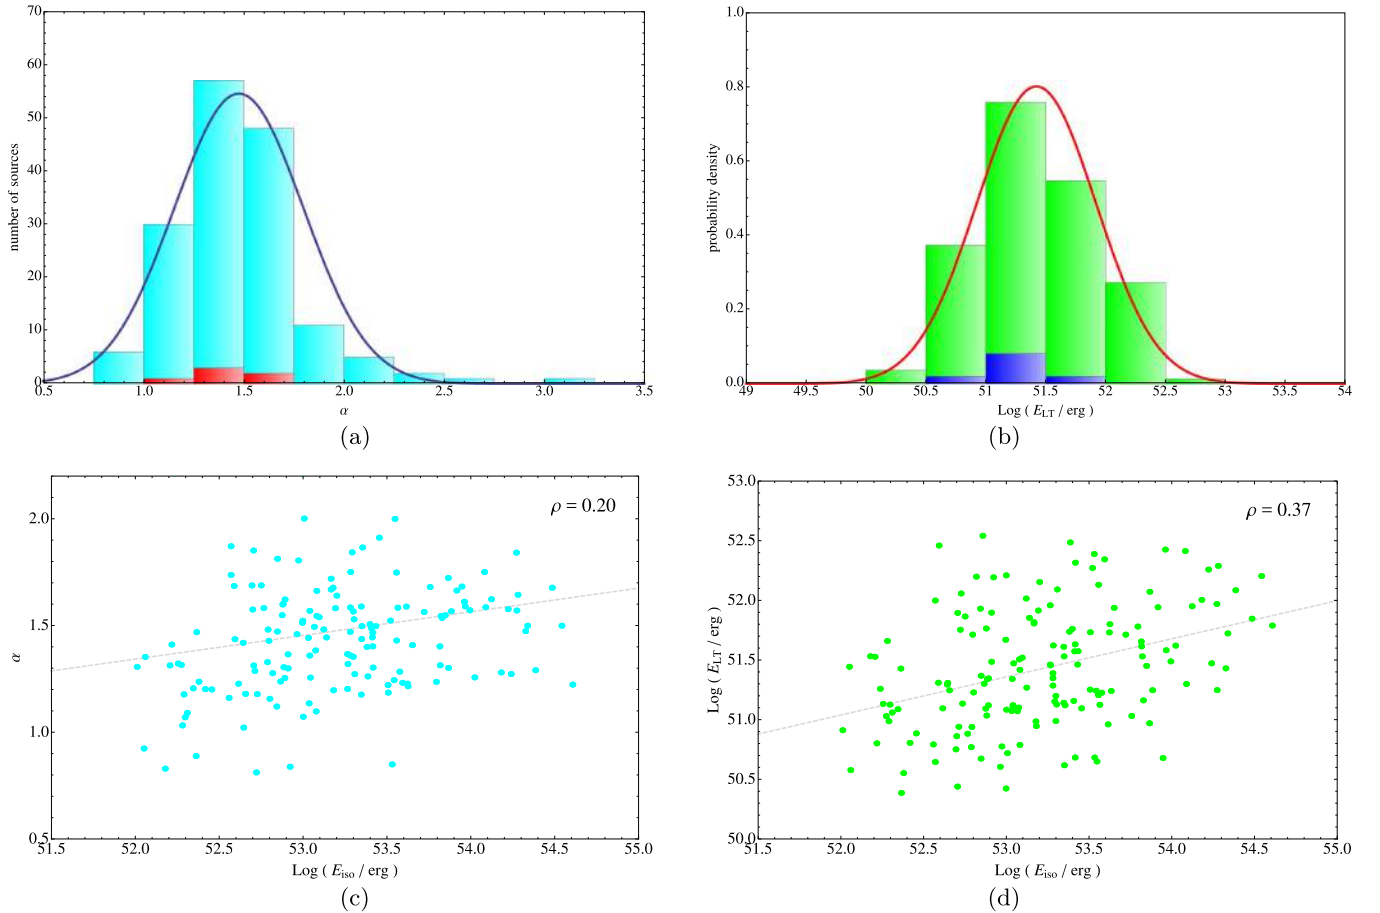 70
60
50
40
30
20
10
0
number of sources
0.5 1.0 1.5 2.0 2.5 3.0 3.5
α
(a)
1.0
0.8
0.6
0.4
0.2
0.0
probability density
49 49.5 50 50.5 51 51.5 52 52.5 53 53.5 54
Log ( E_LT / erg )
(b)
ρ = 0.20
2.0
1.5
1.0
0.5
α
51.5 52.0 52.5 53.0 53.5 54.0 54.5 55.0
Log ( E_iso / erg )
(c)
ρ = 0.37
53.0
52.5
52.0
51.5
51.0
50.5
50.0
Log ( E_LT / erg )
51.5 52.0 52.5 53.0 53.5 54.0 54.5 55.0
Log ( E_iso / erg )
(d)